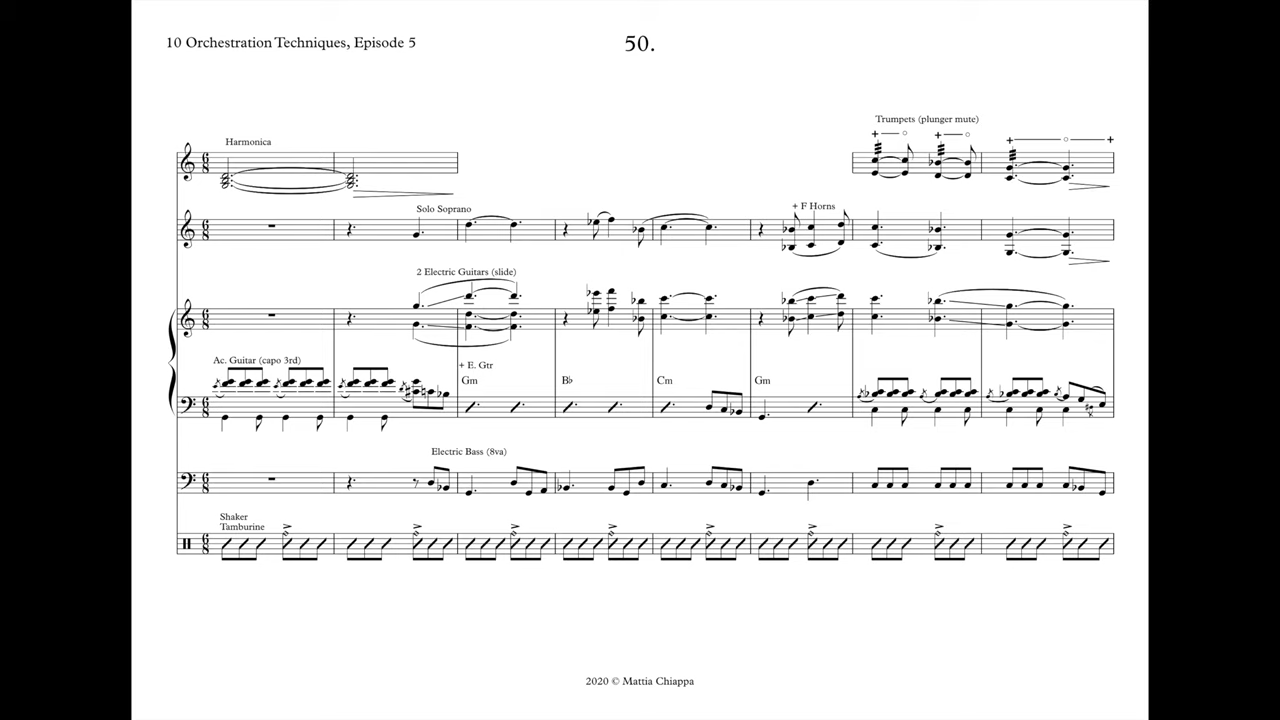 10 Orchestration Techniques, Episode 5
50.
Trumpets (plunger mute)
Harmonica
Solo Soprano
+ F Horns
2 Electric Guitars (slide)
Ac. Guitar (capo 3rd)
+ E. Gtr
Gm B♭ Cm Gm
Electric Bass (8va)
Shaker
Tamburine
2020 © Mattia Chiappa